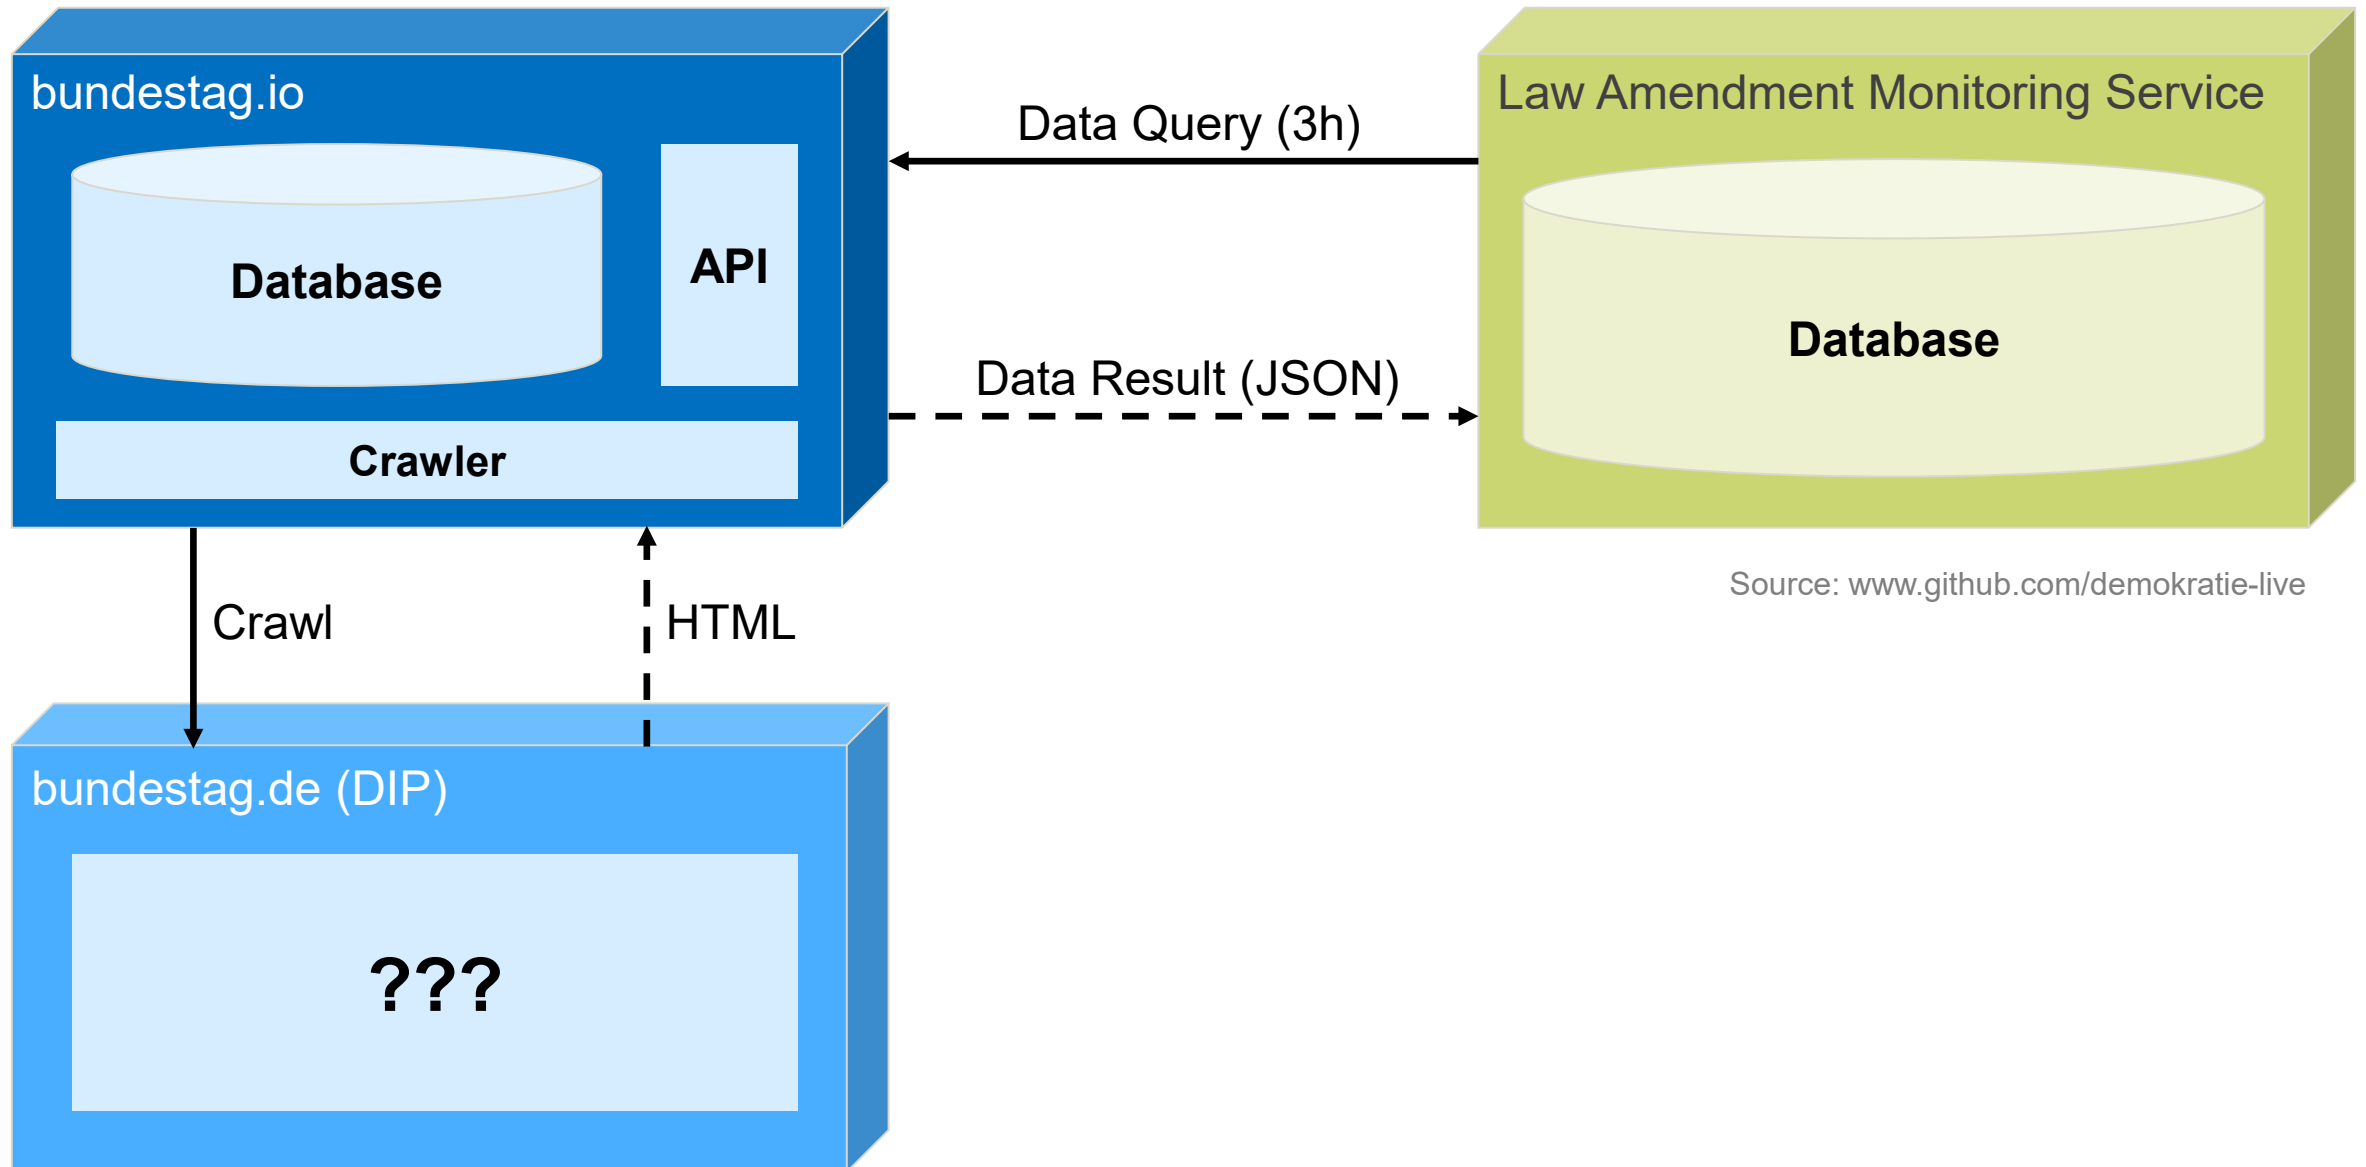 bundestag.io
Database
API
Crawler
Data Query (3h)
Data Result (JSON)
Law Amendment Monitoring Service
Database
Source: www.github.com/demokratie-live
Crawl
HTML
bundestag.de (DIP)
???